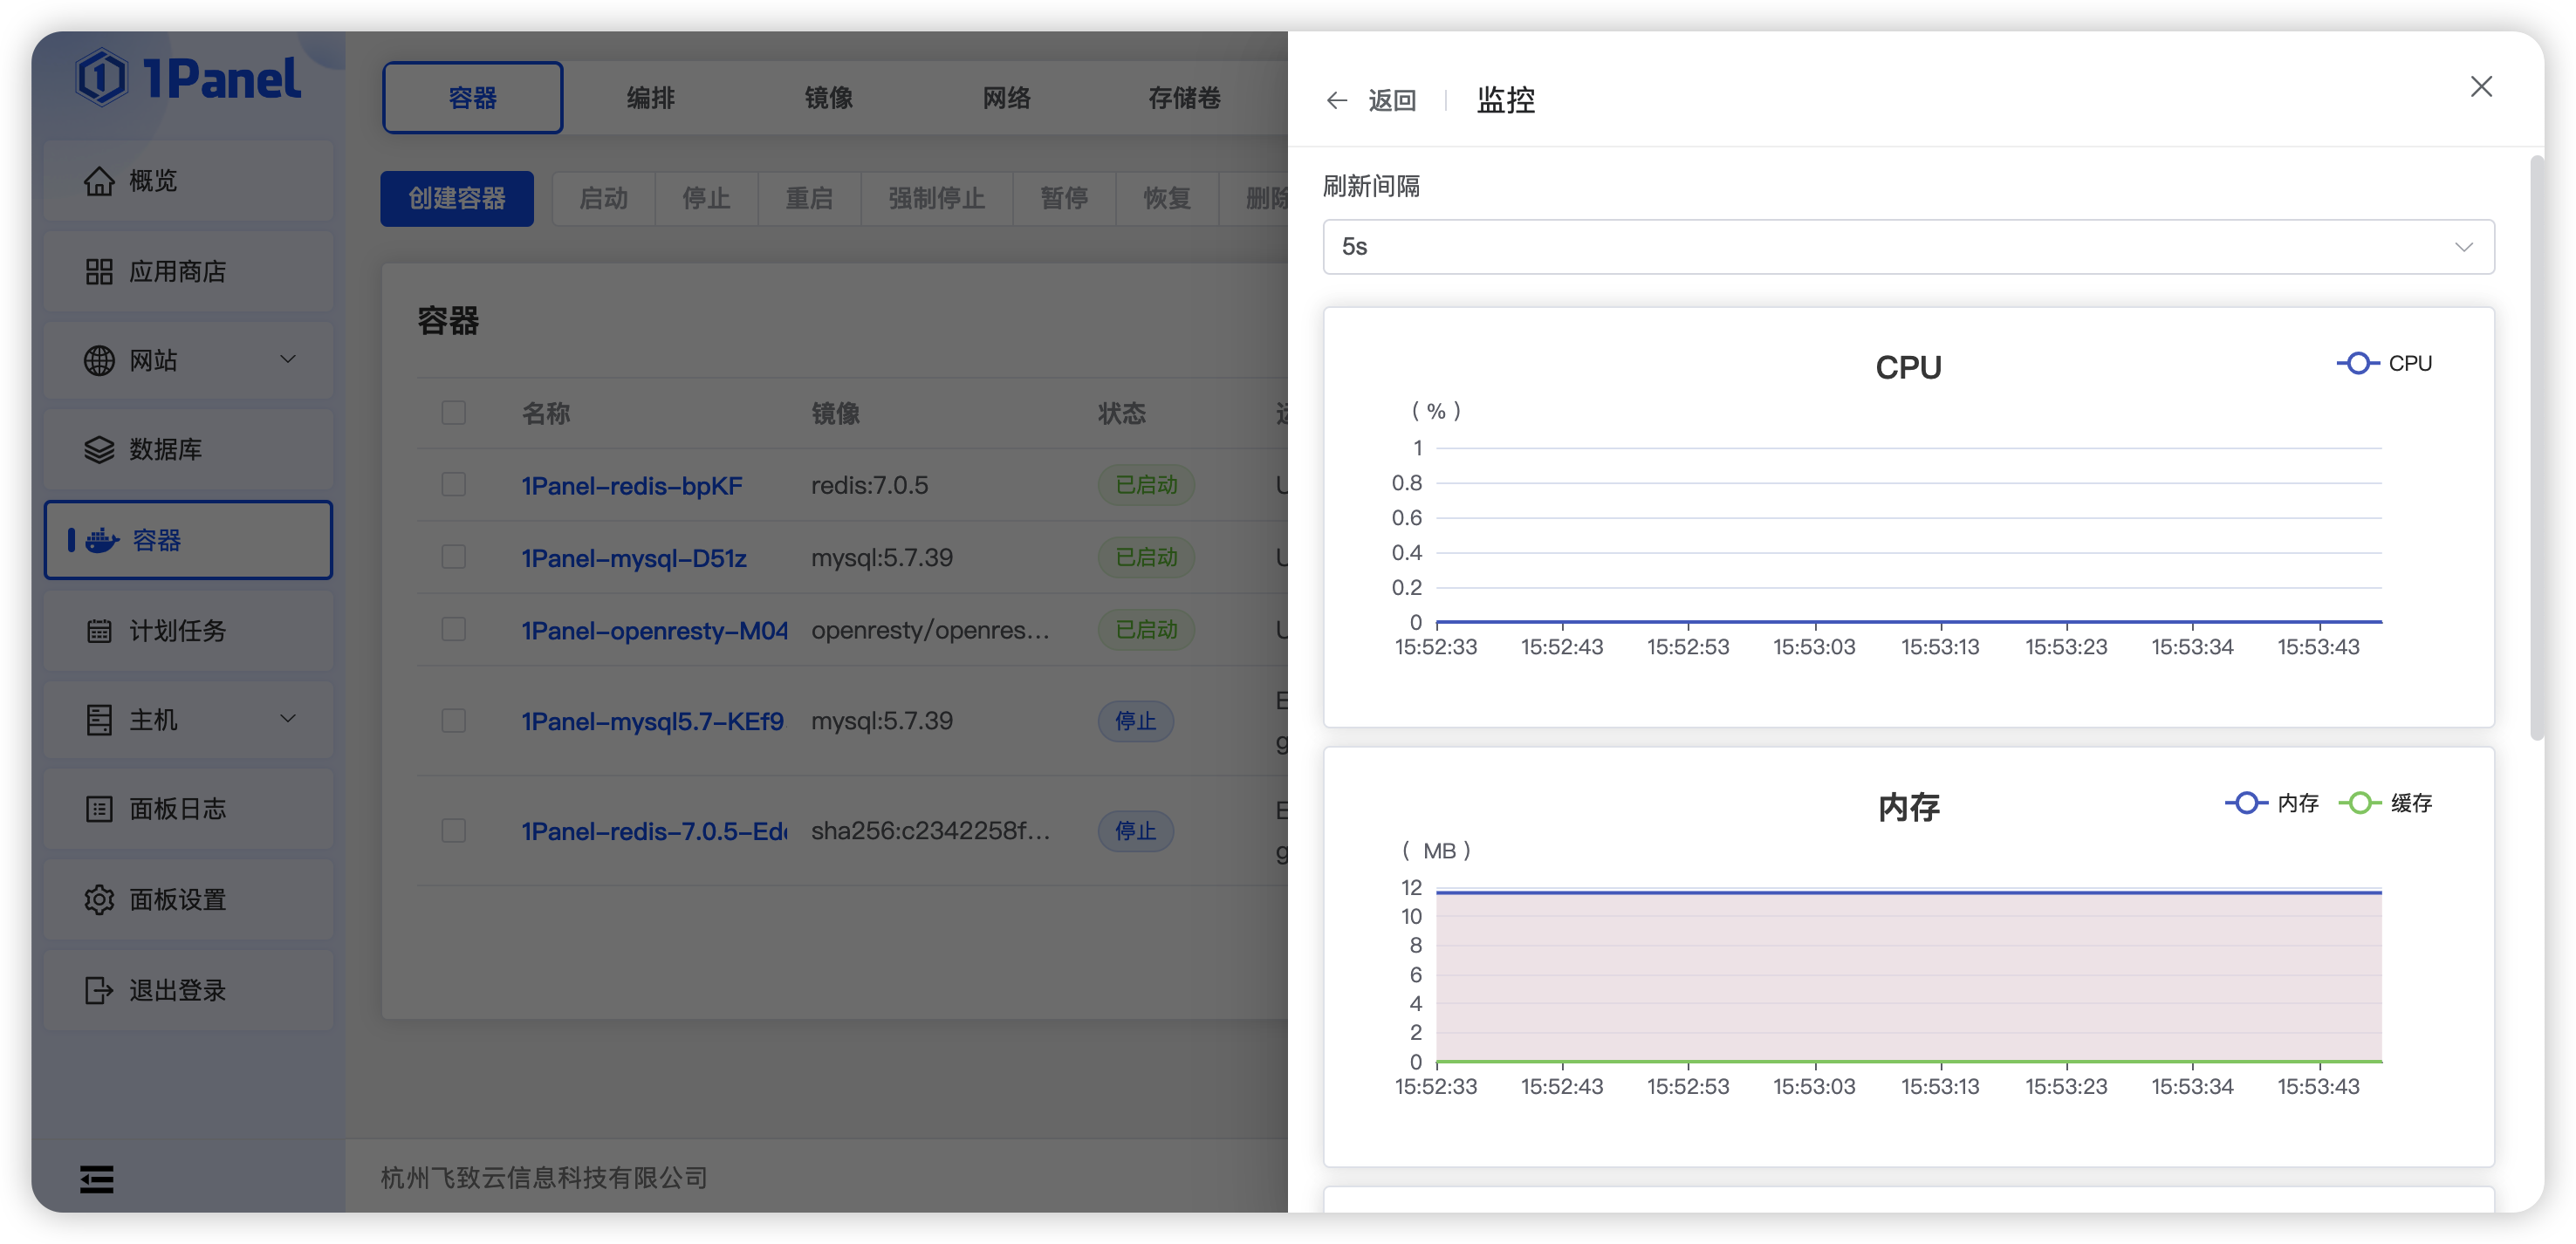 1Panel
概览
应用商店
网站
数据库
容器
计划任务
主机
面板日志
面板设置
退出登录
容器 编排 镜像 网络 存储卷
创建容器 启动 停止 重启 强制停止 暂停 恢复 删除
容器
名称 镜像 状态
1Panel-redis-bpKF redis:7.0.5 已启动 U
1Panel-mysql-D51z mysql:5.7.39 已启动 U
1Panel-openresty-M04 openresty/openres... 已启动 U
1Panel-mysql5.7-KEf9 mysql:5.7.39 停止 E
g
1Panel-redis-7.0.5-Ed sha256:c2342258f... 停止 E
g
杭州飞致云信息科技有限公司
返回 | 监控
刷新间隔
5s
CPU
CPU
( % )
1
0.8
0.6
0.4
0.2
0
15:52:33 15:52:43 15:52:53 15:53:03 15:53:13 15:53:23 15:53:34 15:53:43
内存
内存 缓存
( MB )
12
10
8
6
4
2
0
15:52:33 15:52:43 15:52:53 15:53:03 15:53:13 15:53:23 15:53:34 15:53:43